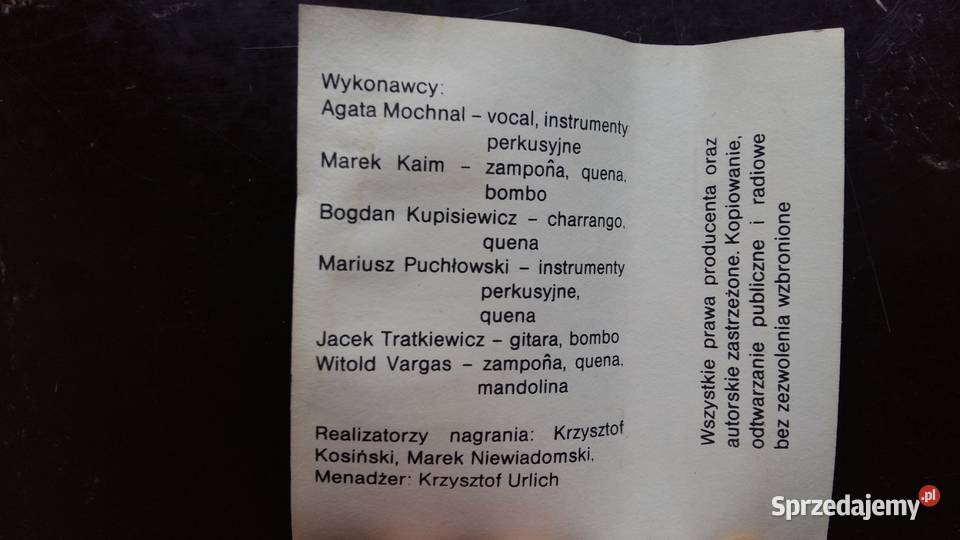 Wykonawcy:
Agata Mochnal – vocal, instrumenty
perkusyjne
Marek Kaim – zampoña, quena,
bombo
Bogdan Kupisiewicz – charrango,
quena
Mariusz Puchłowski – instrumenty
perkusyjne,
quena
Jacek Tratkiewicz – gitara, bombo
Witold Vargas – zampoña, quena,
mandolina
Realizatorzy nagrania: Krzysztof
Kosiński, Marek Niewiadomski,
Menadżer: Krzysztof Urlich
Wszystkie prawa producenta oraz
autorskie zastrzeżone. Kopiowanie,
odtwarzanie publiczne i radiowe
bez zezwolenia wzbronione
Sprzedajemy.pl